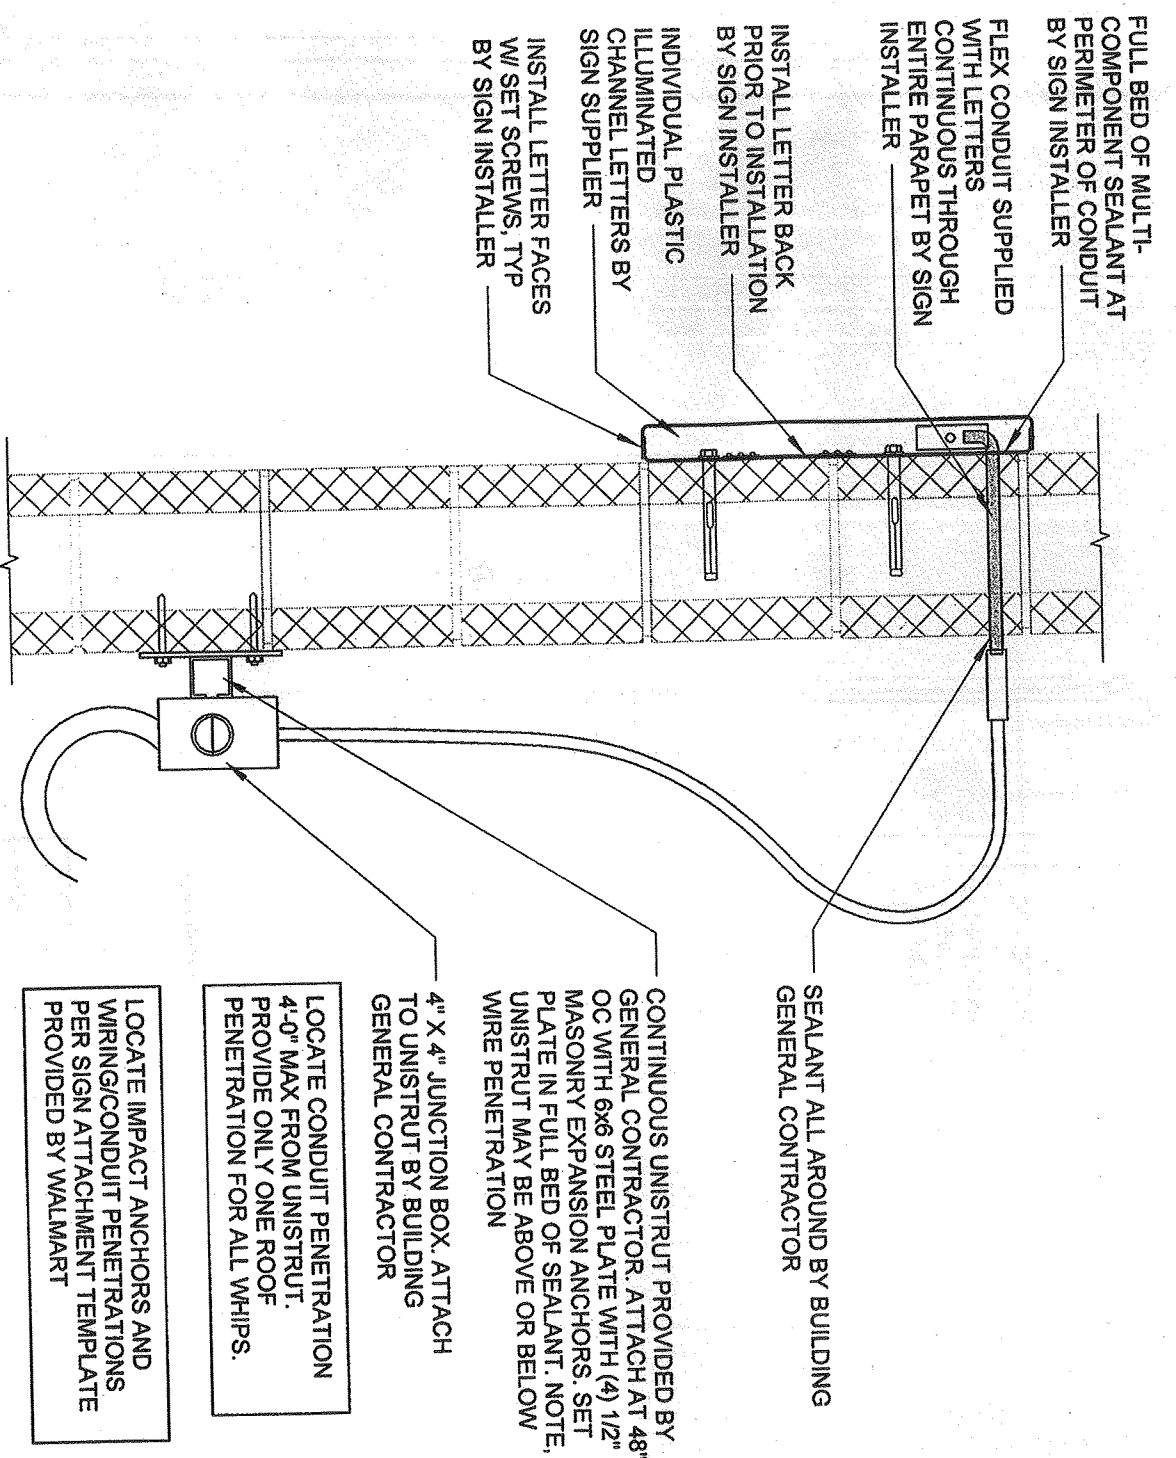 FULL BED OF MULTI-
COMPONENT SEALANT AT
PERIMETER OF CONDUIT
BY SIGN INSTALLER
FLEX CONDUIT SUPPLIED
WITH LETTERS
CONTINUOUS THROUGH
ENTIRE PARAPET BY SIGN
INSTALLER
INSTALL LETTER BACK
PRIOR TO INSTALLATION
BY SIGN INSTALLER
INDIVIDUAL PLASTIC
ILLUMINATED
CHANNEL LETTERS BY
SIGN SUPPLIER
INSTALL LETTER FACES
W/ SET SCREWS, TYP
BY SIGN INSTALLER
SEALANT ALL AROUND BY BUILDING
GENERAL CONTRACTOR
CONTINUOUS UNISTRUT PROVIDED BY
GENERAL CONTRACTOR. ATTACH AT 48"
OC WITH 6x6 STEEL PLATE WITH (4) 1/2"
MASONRY EXPANSION ANCHORS. SET
PLATE IN FULL BED OF SEALANT. NOTE,
UNISTRUT MAY BE ABOVE OR BELOW
WIRE PENETRATION
4" X 4" JUNCTION BOX. ATTACH
TO UNISTRUT BY BUILDING
GENERAL CONTRACTOR
LOCATE CONDUIT PENETRATION
4'-0" MAX FROM UNISTRUT.
PROVIDE ONLY ONE ROOF
PENETRATION FOR ALL WHIPS.
LOCATE IMPACT ANCHORS AND
WIRING/CONDUIT PENETRATIONS
PER SIGN ATTACHMENT TEMPLATE
PROVIDED BY WALMART